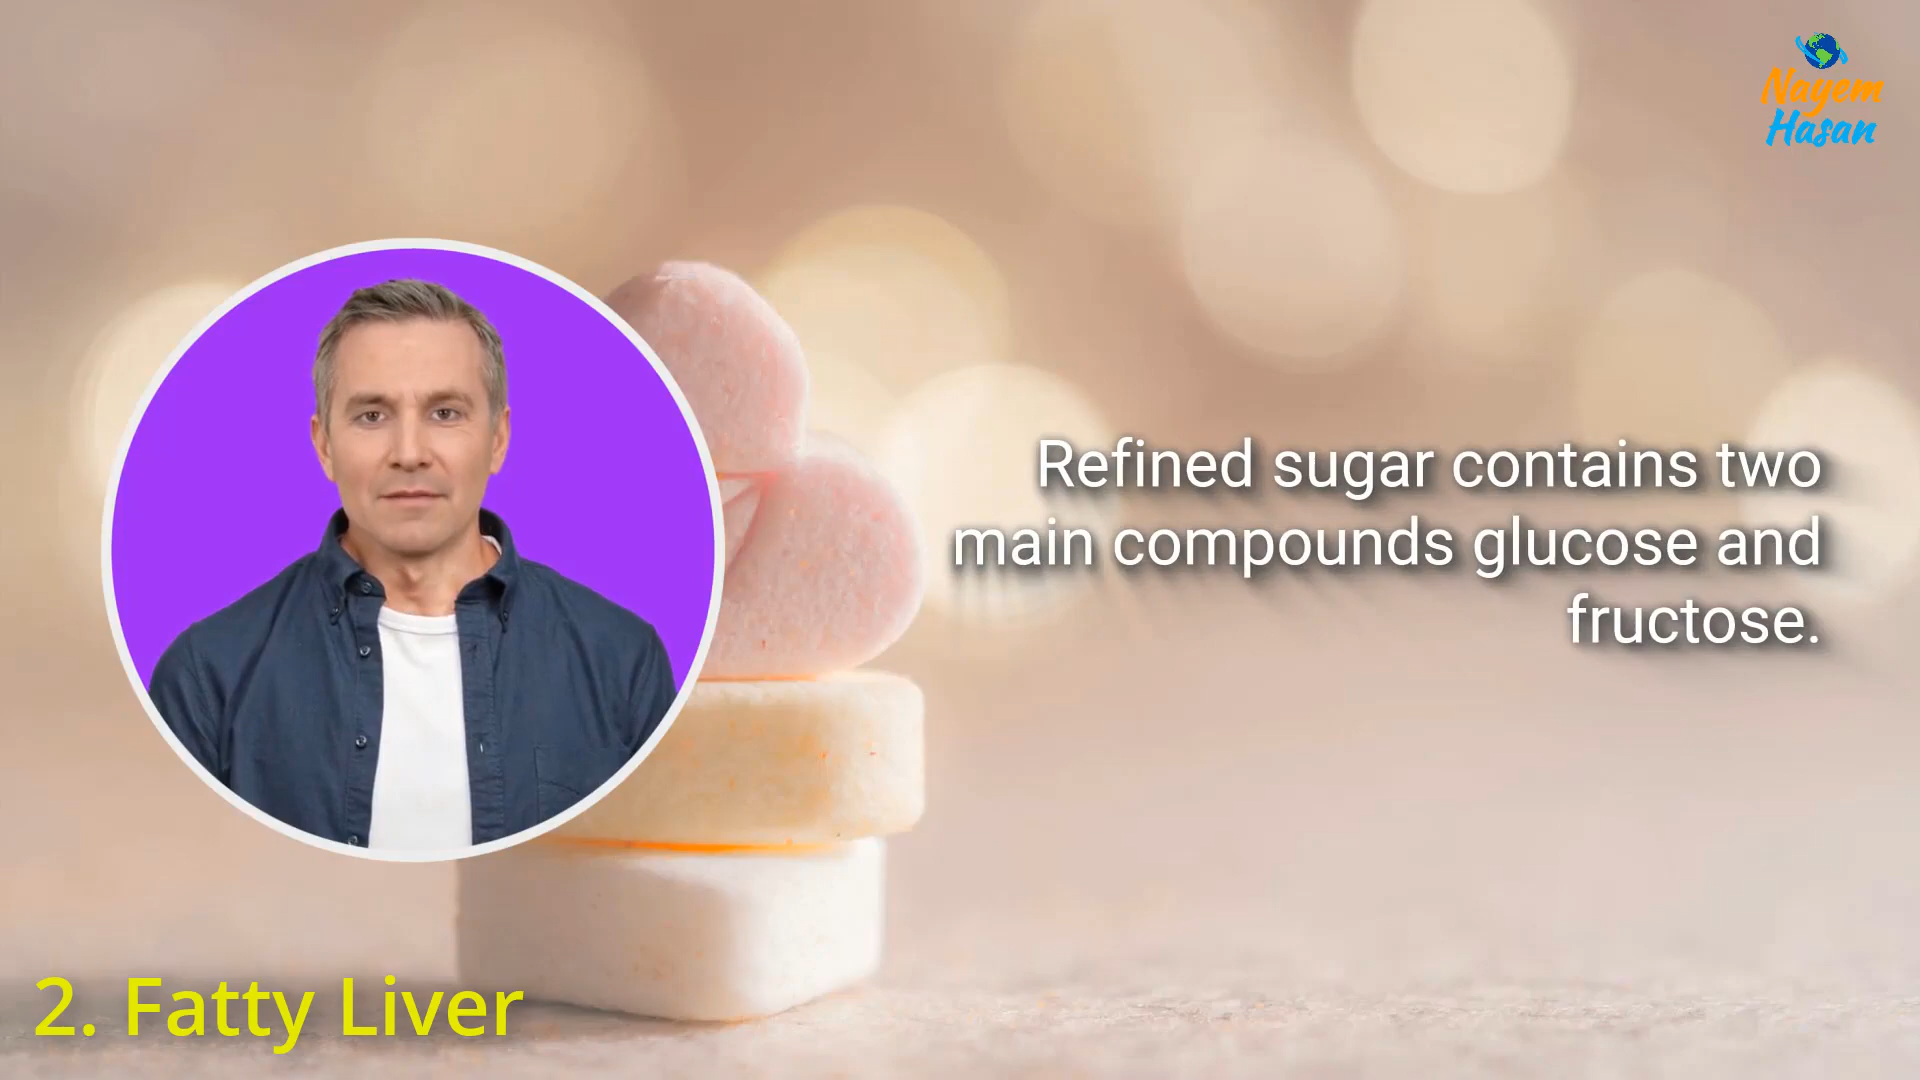 Nayem
Hasan
Refined sugar contains two
main compounds glucose and
fructose.
2. Fatty Liver